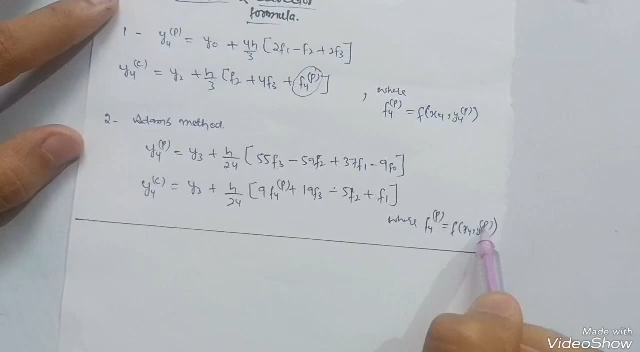 & corrector
formula.
1 - y₄⁽ᵖ⁾ = y₀ + 4h/3 [2f₁ - f₂ + 2f₃]
y₄⁽ᶜ⁾ = y₂ + h/3 [f₂ + 4f₃ + f₄⁽ᵖ⁾]
, where
f₄⁽ᵖ⁾ = f(x₄, y₄⁽ᵖ⁾)
2 - Adams method
y₄⁽ᵖ⁾ = y₃ + h/24 [55f₃ - 59f₂ + 37f₁ - 9f₀]
y₄⁽ᶜ⁾ = y₃ + h/24 [9f₄⁽ᵖ⁾ + 19f₃ - 5f₂ + f₁]
where f₄⁽ᵖ⁾ = f(x₄, y₄⁽ᵖ⁾)
Made with
VideoShow